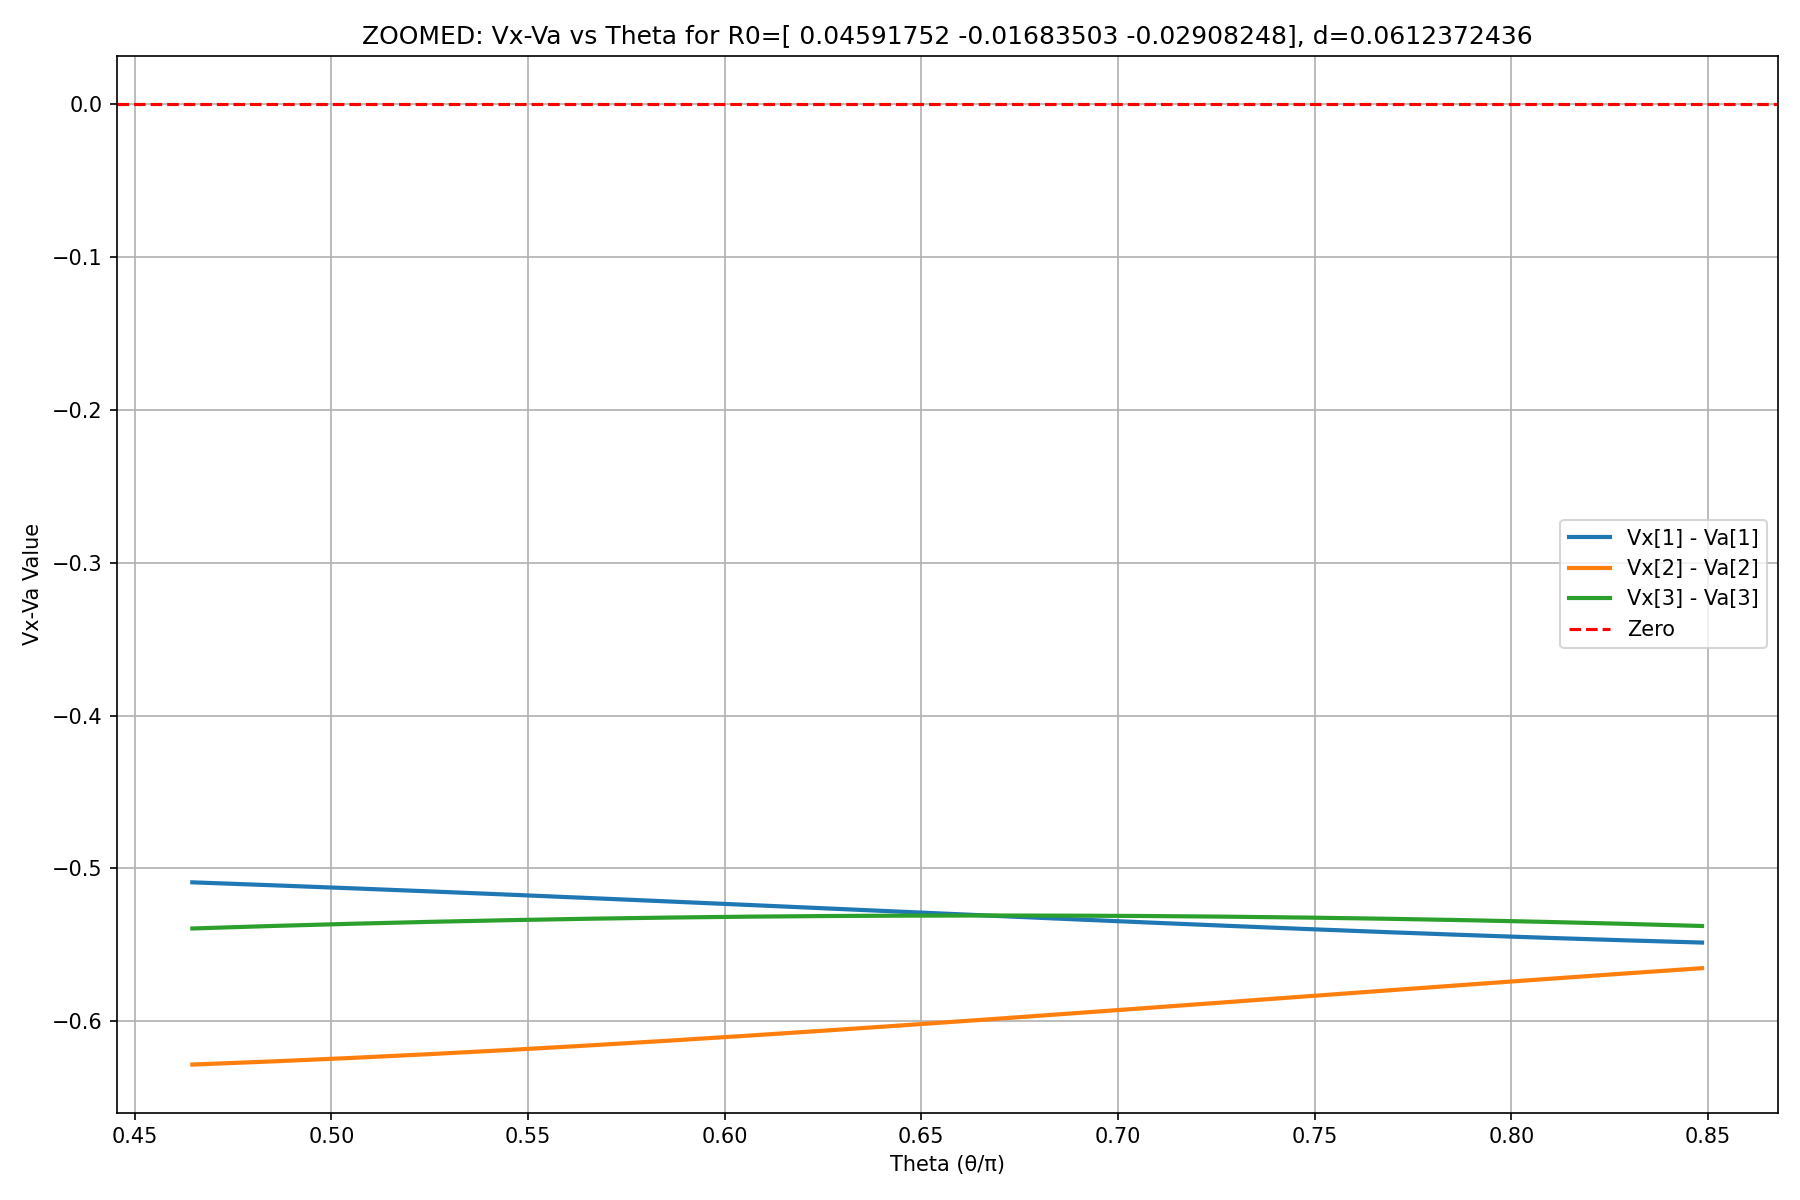 ZOOMED: Vx-Va vs Theta for R0=[ 0.04591752 -0.01683503 -0.02908248], d=0.0612372436
0.0
−0.1
−0.2
−0.3
−0.4
−0.5
−0.6
Vx-Va Value
Vx[1] - Va[1]
Vx[2] - Va[2]
Vx[3] - Va[3]
Zero
0.45 0.50 0.55 0.60 0.65 0.70 0.75 0.80 0.85
Theta (θ/π)